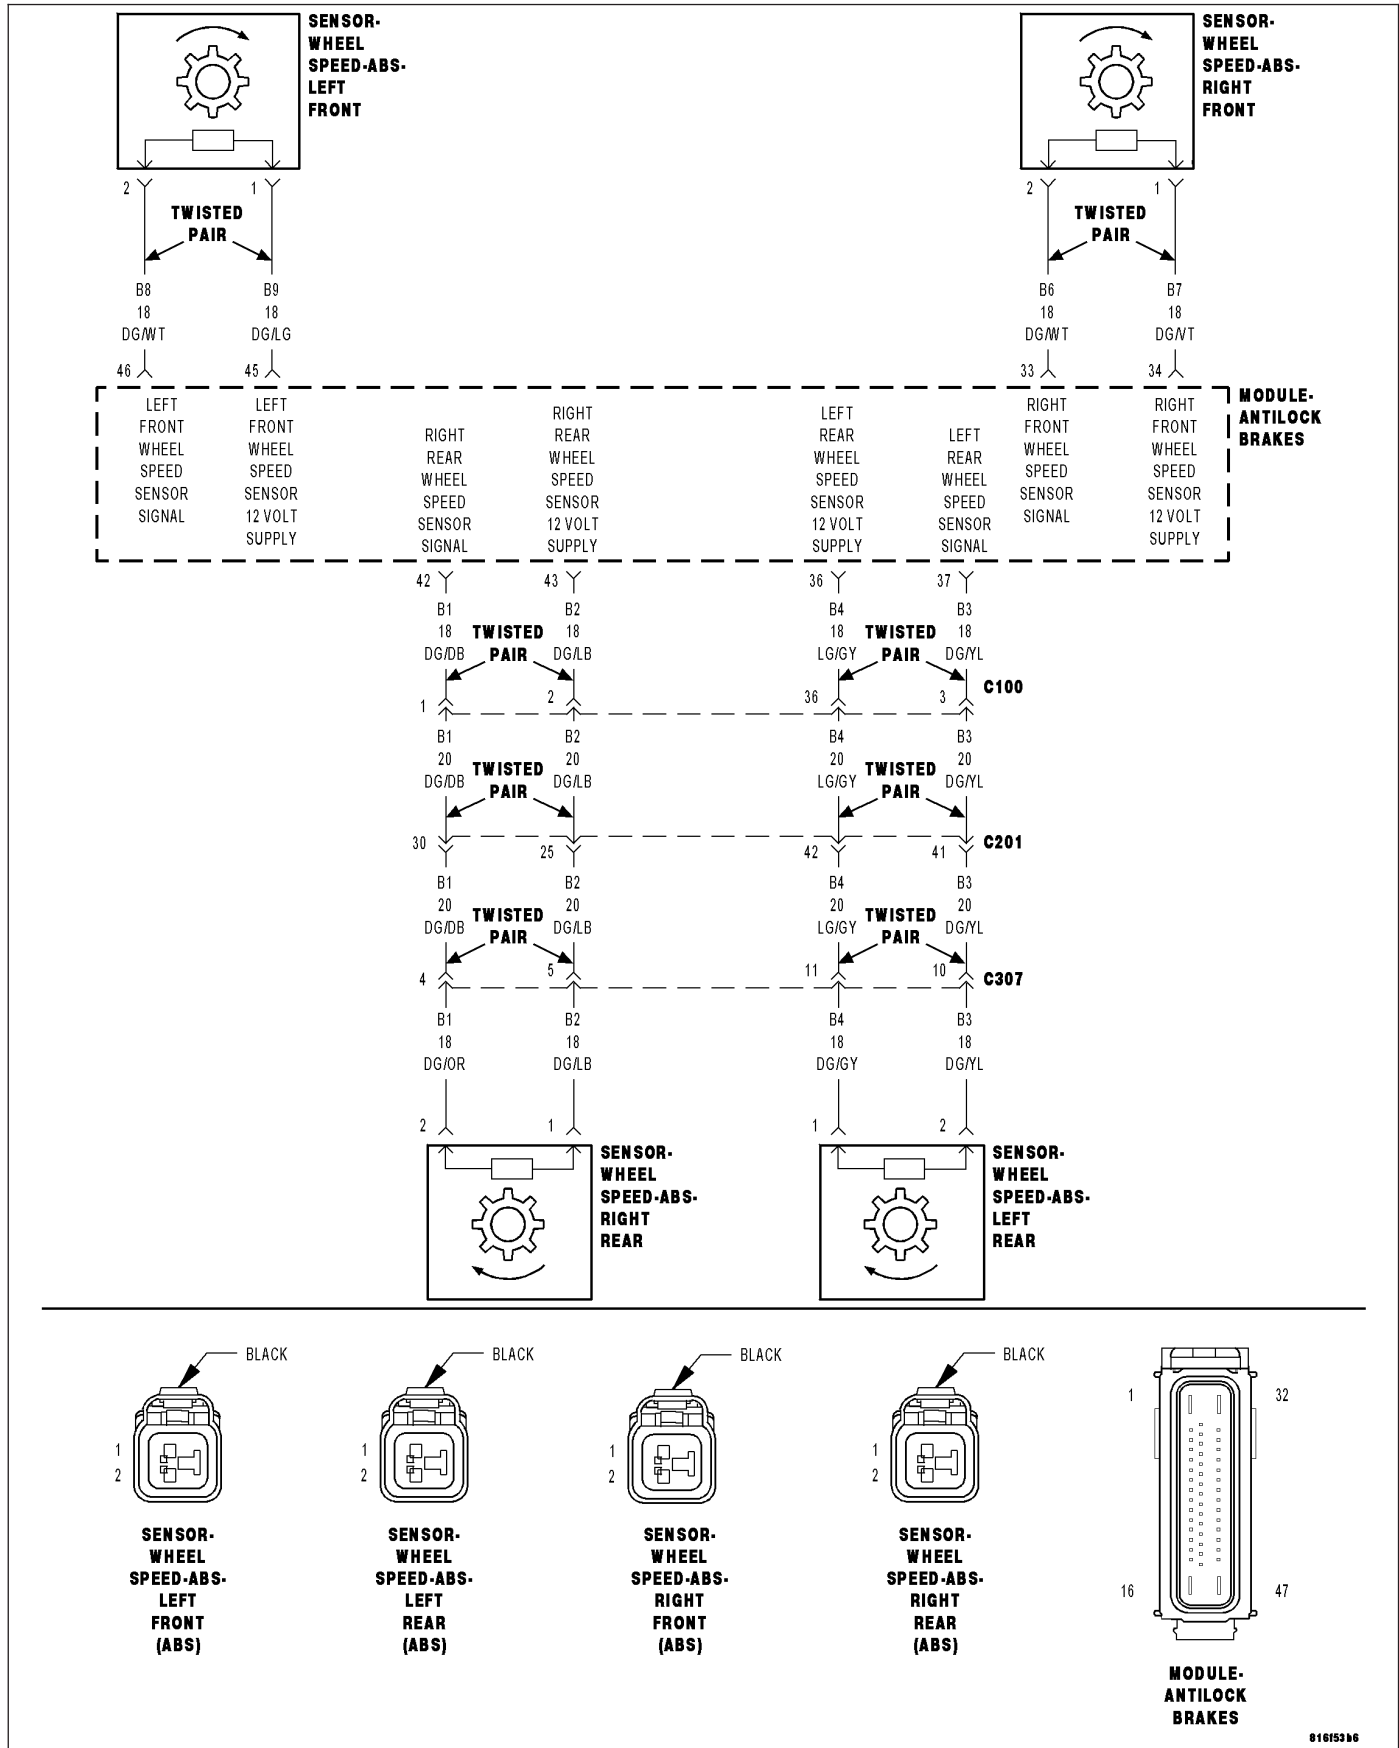 SENSOR-
WHEEL
SPEED-ABS-
LEFT
FRONT
SENSOR-
WHEEL
SPEED-ABS-
RIGHT
FRONT
2 1
2 1
TWISTED
PAIR
TWISTED
PAIR
B8 B9
18 18
DG/WT DG/LG
46 45
B6 B7
18 18
DG/WT DG/VT
33 34
MODULE-
ANTILOCK
BRAKES
LEFT
FRONT
WHEEL
SPEED
SENSOR
SIGNAL
LEFT
FRONT
WHEEL
SPEED
SENSOR
12 VOLT
SUPPLY
RIGHT
REAR
WHEEL
SPEED
SENSOR
SIGNAL
RIGHT
REAR
WHEEL
SPEED
SENSOR
12 VOLT
SUPPLY
LEFT
REAR
WHEEL
SPEED
SENSOR
12 VOLT
SUPPLY
LEFT
REAR
WHEEL
SPEED
SENSOR
SIGNAL
RIGHT
FRONT
WHEEL
SPEED
SENSOR
SIGNAL
RIGHT
FRONT
WHEEL
SPEED
SENSOR
12 VOLT
SUPPLY
42 43 36 37
B1 B2 B4 B3
18 TWISTED 18 18 TWISTED 18
DG/DB PAIR DG/LB LG/GY PAIR DG/YL
1 2 36 3 C100
B1 B2 B4 B3
20 TWISTED 20 20 TWISTED 20
DG/DB PAIR DG/LB LG/GY PAIR DG/YL
30 25 42 41 C201
B1 B2 B4 B3
20 TWISTED 20 20 TWISTED 20
DG/DB PAIR DG/LB LG/GY PAIR DG/YL
4 5 11 10 C307
B1 B2 B4 B3
18 18 18 18
DG/OR DG/LB DG/GY DG/YL
2 1 1 2
SENSOR-
WHEEL
SPEED-ABS-
RIGHT
REAR
SENSOR-
WHEEL
SPEED-ABS-
LEFT
REAR
BLACK
1
2
SENSOR-
WHEEL
SPEED-ABS-
LEFT
FRONT
(ABS)
BLACK
1
2
SENSOR-
WHEEL
SPEED-ABS-
LEFT
REAR
(ABS)
BLACK
1
2
SENSOR-
WHEEL
SPEED-ABS-
RIGHT
FRONT
(ABS)
BLACK
1
2
SENSOR-
WHEEL
SPEED-ABS-
RIGHT
REAR
(ABS)
1 32
16 47
MODULE-
ANTILOCK
BRAKES
816f53b6